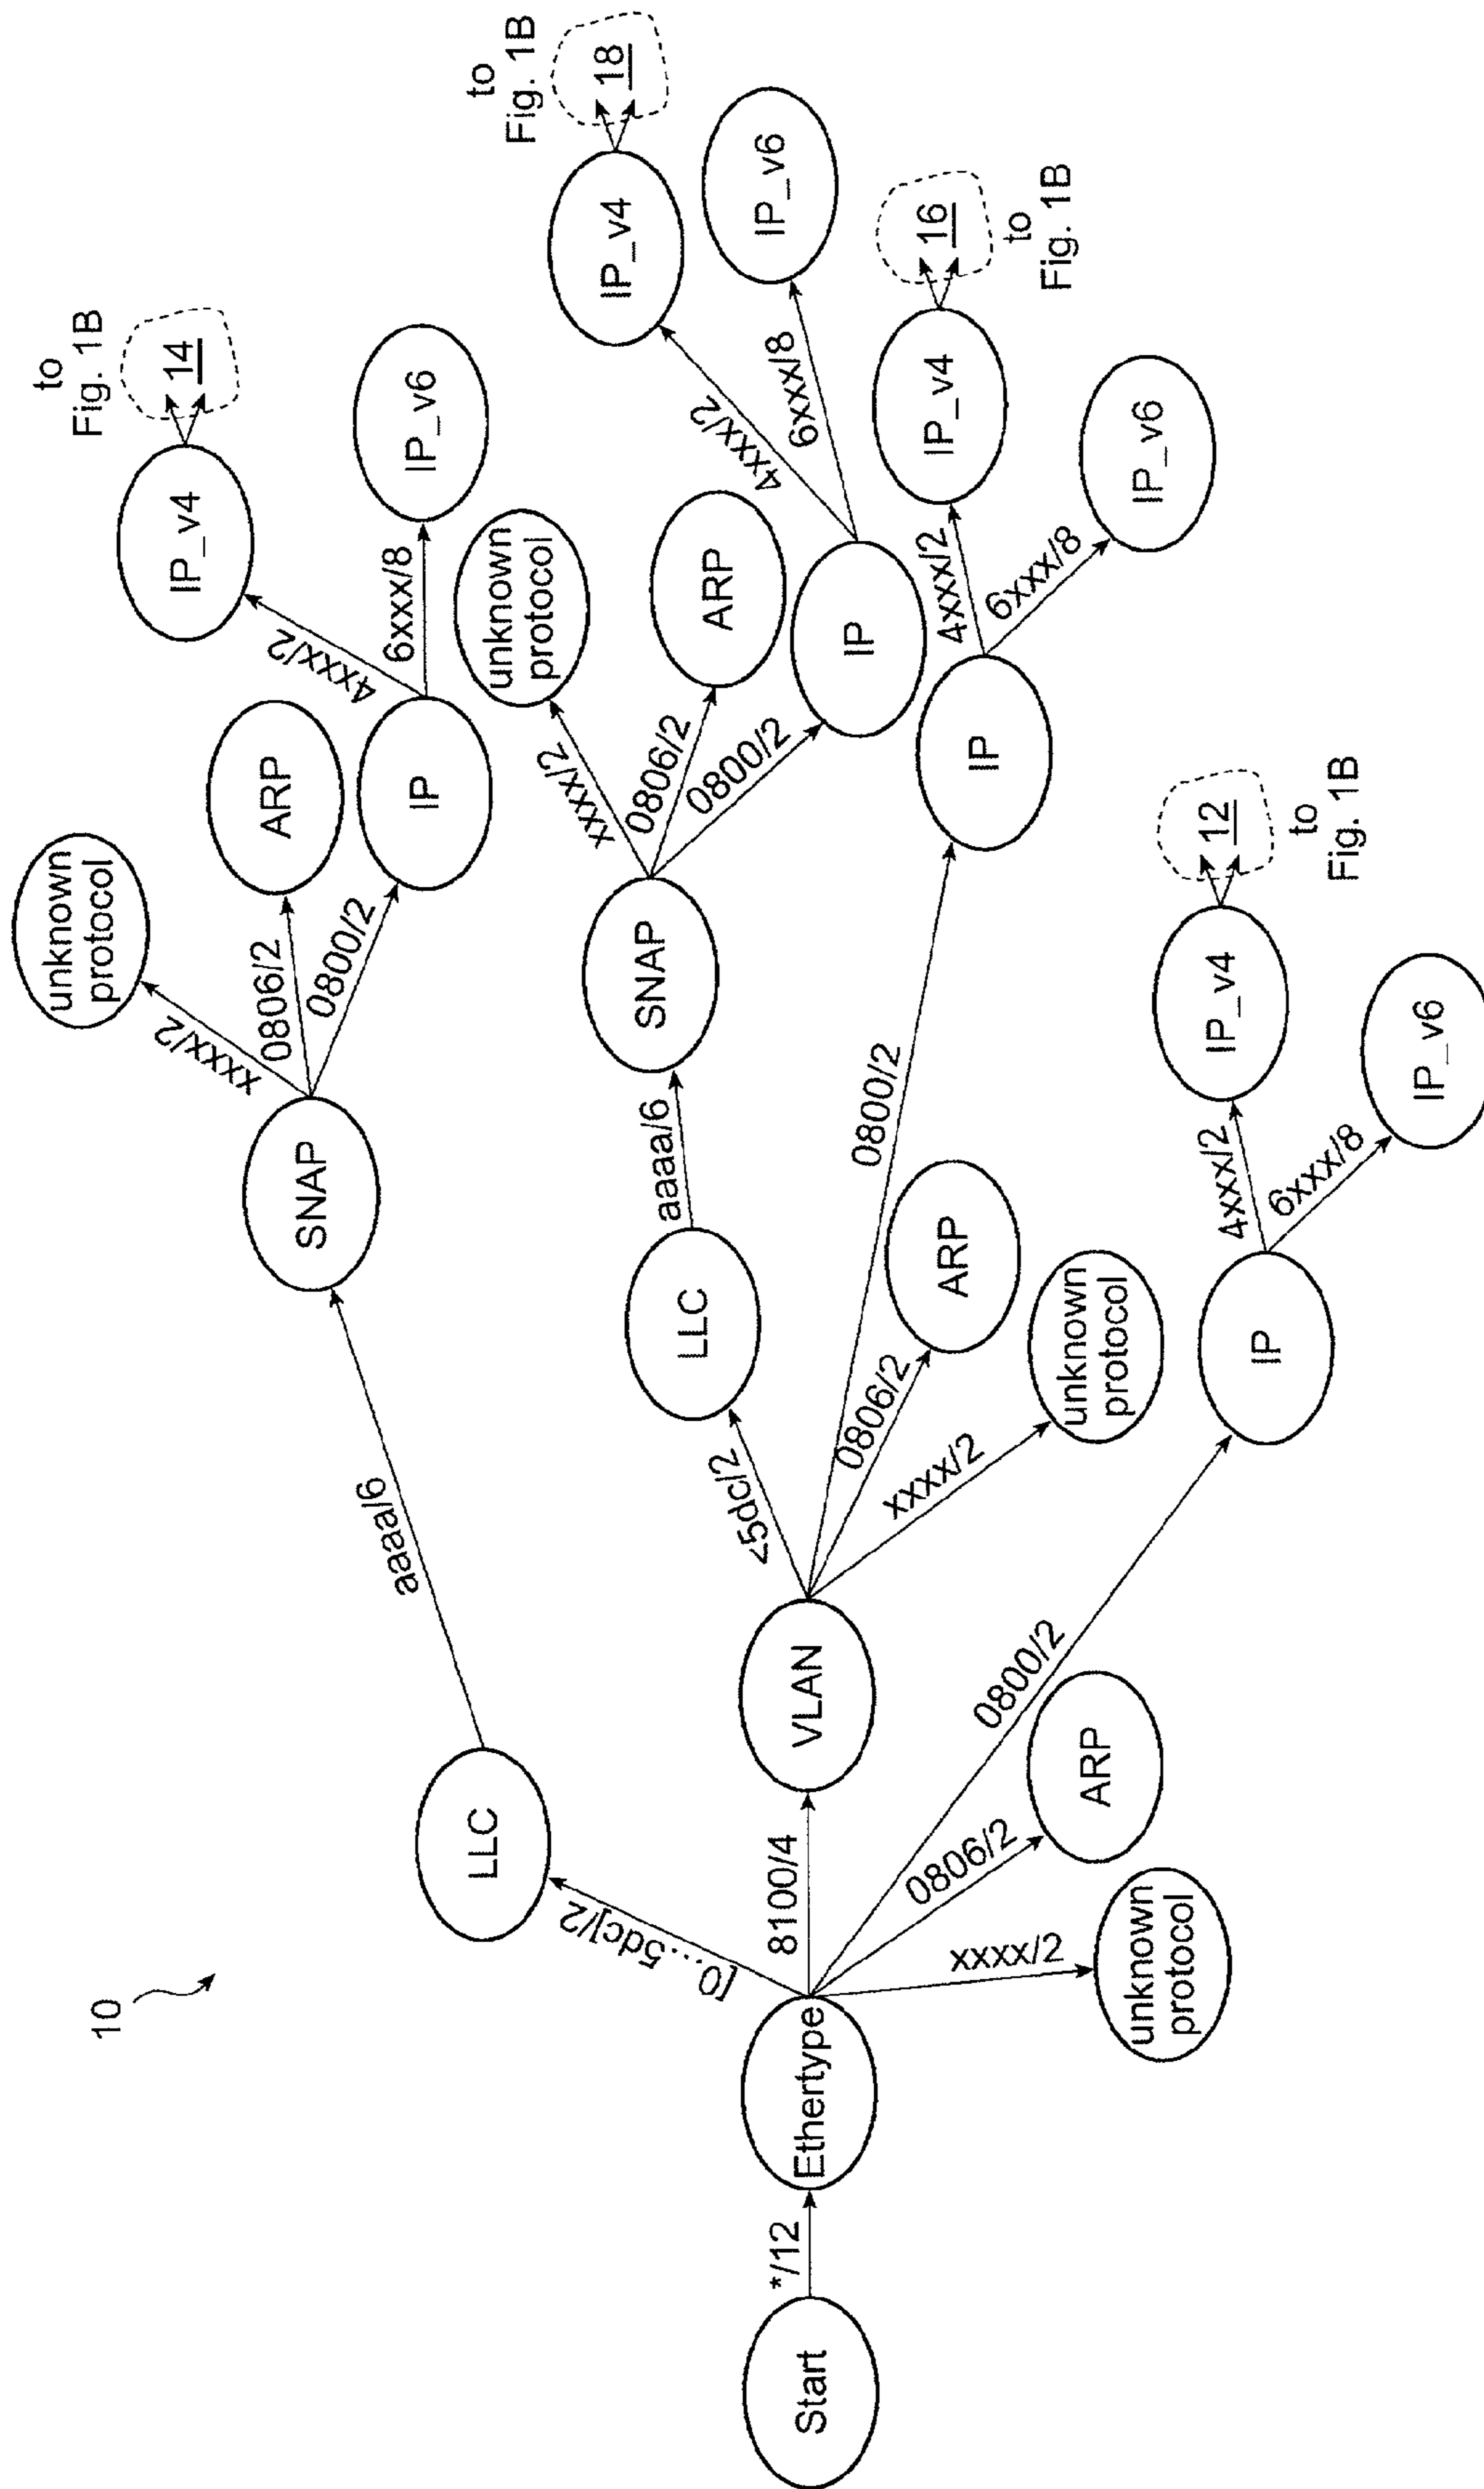 10
Start
*/12
Ethertype
[0...5dc]/2
LLC
aaaa/6
SNAP
xxxx/2
unknown
protocol
0806/2
ARP
0800/2
IP
4xxx/2
IP_v4
14
to
Fig. 1B
6xxx/8
IP_v6
8100/4
VLAN
<5dc/2
LLC
aaaa/6
SNAP
xxxx/2
unknown
protocol
0806/2
ARP
0800/2
IP
4xxx/2
IP_v4
18
to
Fig. 1B
6xxx/8
IP_v6
0800/2
IP
4xxx/2
IP_v4
16
to
Fig. 1B
6xxx/8
IP_v6
0806/2
ARP
xxxx/2
unknown
protocol
0800/2
IP
4xxx/2
IP_v4
12
to
Fig. 1B
6xxx/8
IP_v6
0806/2
ARP
xxxx/2
unknown
protocol